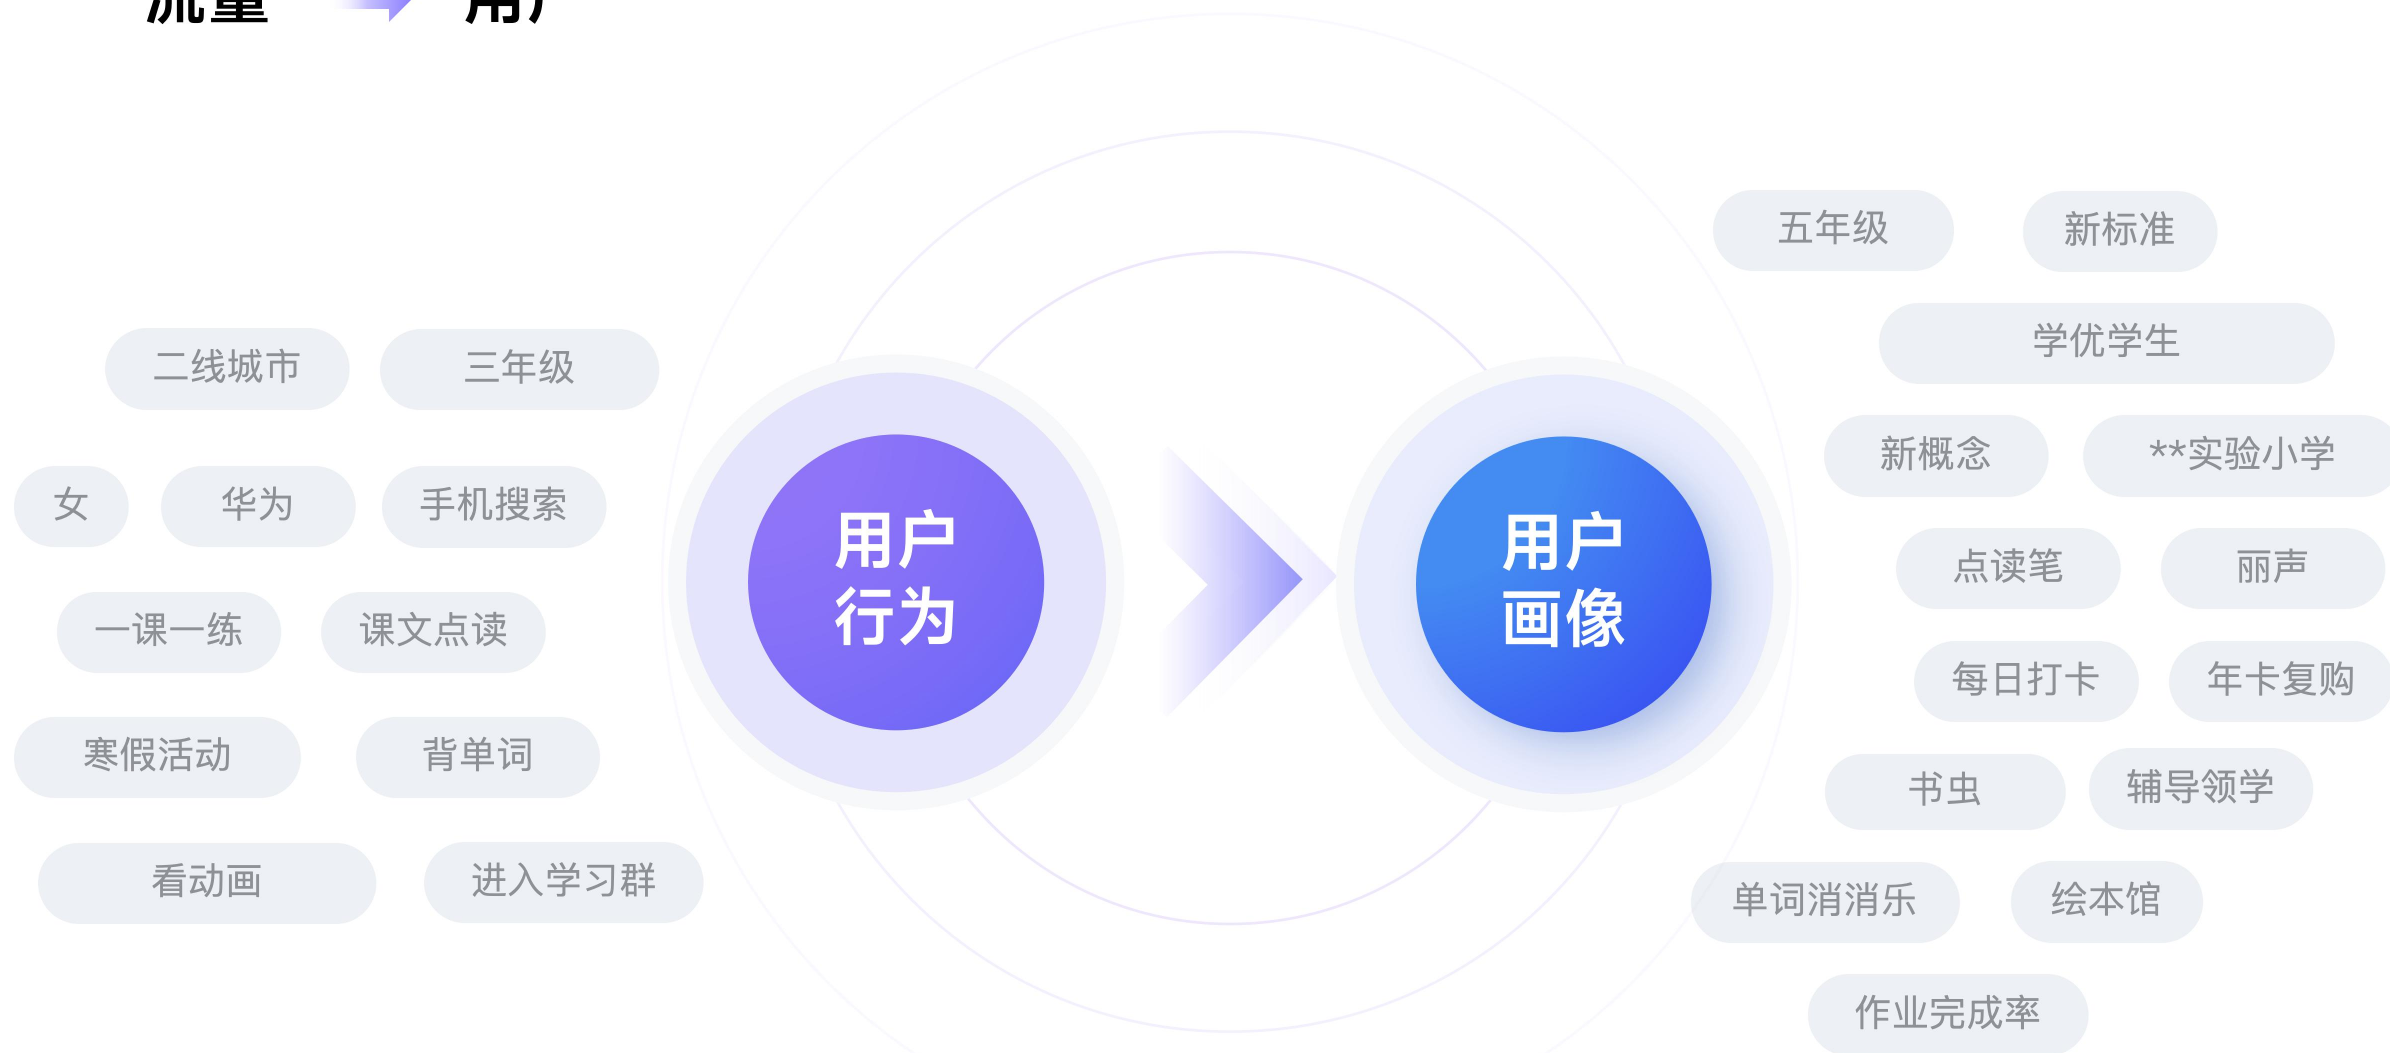 流量 用户
二线城市 三年级
女 华为 手机搜索
一课一练 课文点读
寒假活动 背单词
看动画 进入学习群
用户
行为
用户
画像
五年级 新标准
学优学生
新概念 **实验小学
点读笔 丽声
每日打卡 年卡复购
书虫 辅导领学
单词消消乐 绘本馆
作业完成率